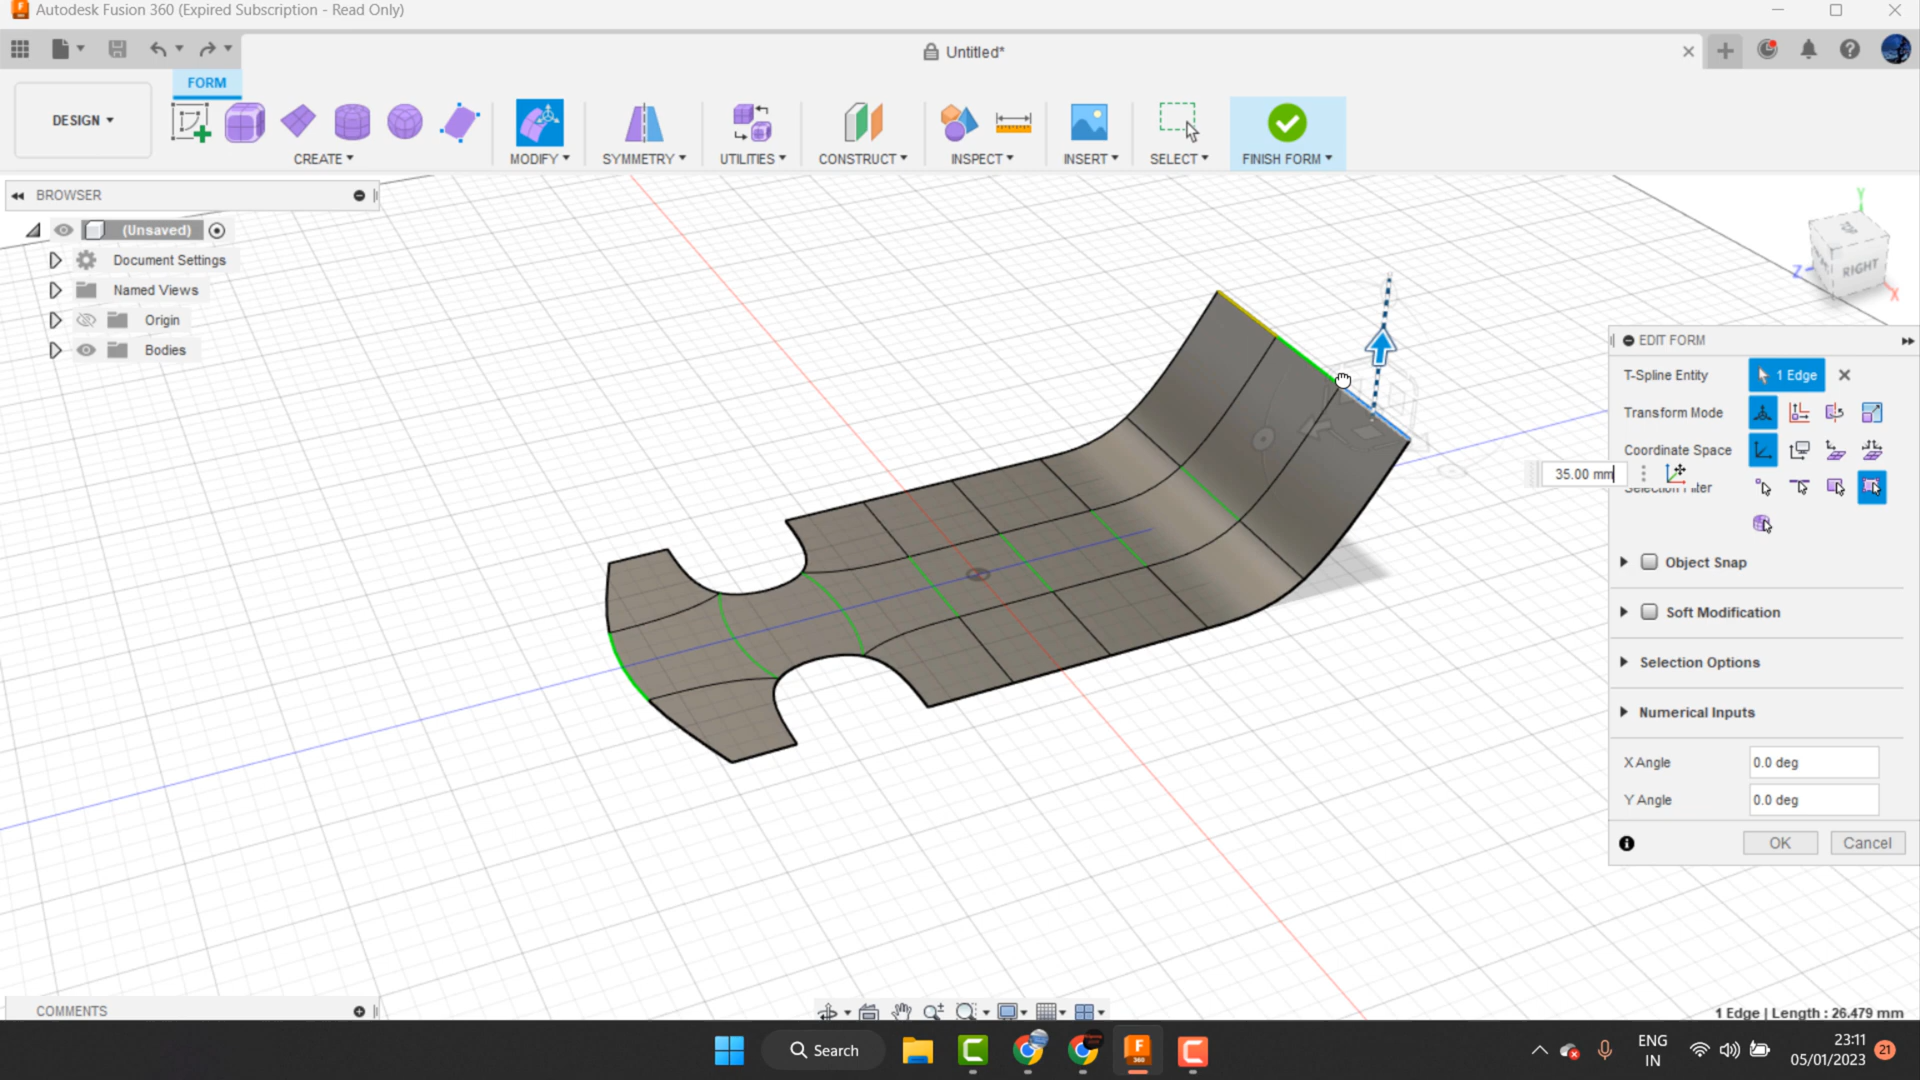 Autodesk Fusion 360 (Expired Subscription - Read Only)
Untitled*
FORM
DESIGN
CREATE
MODIFY
SYMMETRY
UTILITIES
CONSTRUCT
INSPECT
INSERT
SELECT
FINISH FORM
BROWSER
(Unsaved)
Document Settings
Named Views
Origin
Bodies
Y
RIGHT
Z
X
EDIT FORM
T-Spline Entity
1 Edge
Transform Mode
Coordinate Space
35.00 mm
Selection Filter
Object Snap
Soft Modification
Selection Options
Numerical Inputs
X Angle
0.0 deg
Y Angle
0.0 deg
OK
Cancel
COMMENTS
1 Edge | Length : 26.479 mm
Search
F
360
ENG
IN
23:11
05/01/2023
21